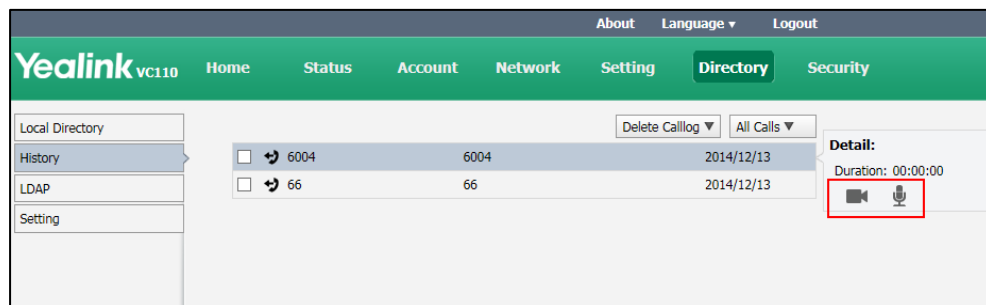 About Language ▾ Logout
Yealink VC110 Home Status Account Network Setting Directory Security
Local Directory
History
LDAP
Setting
Delete Calllog ▼ All Calls ▼
6004 6004 2014/12/13
66 66 2014/12/13
Detail:
Duration: 00:00:00